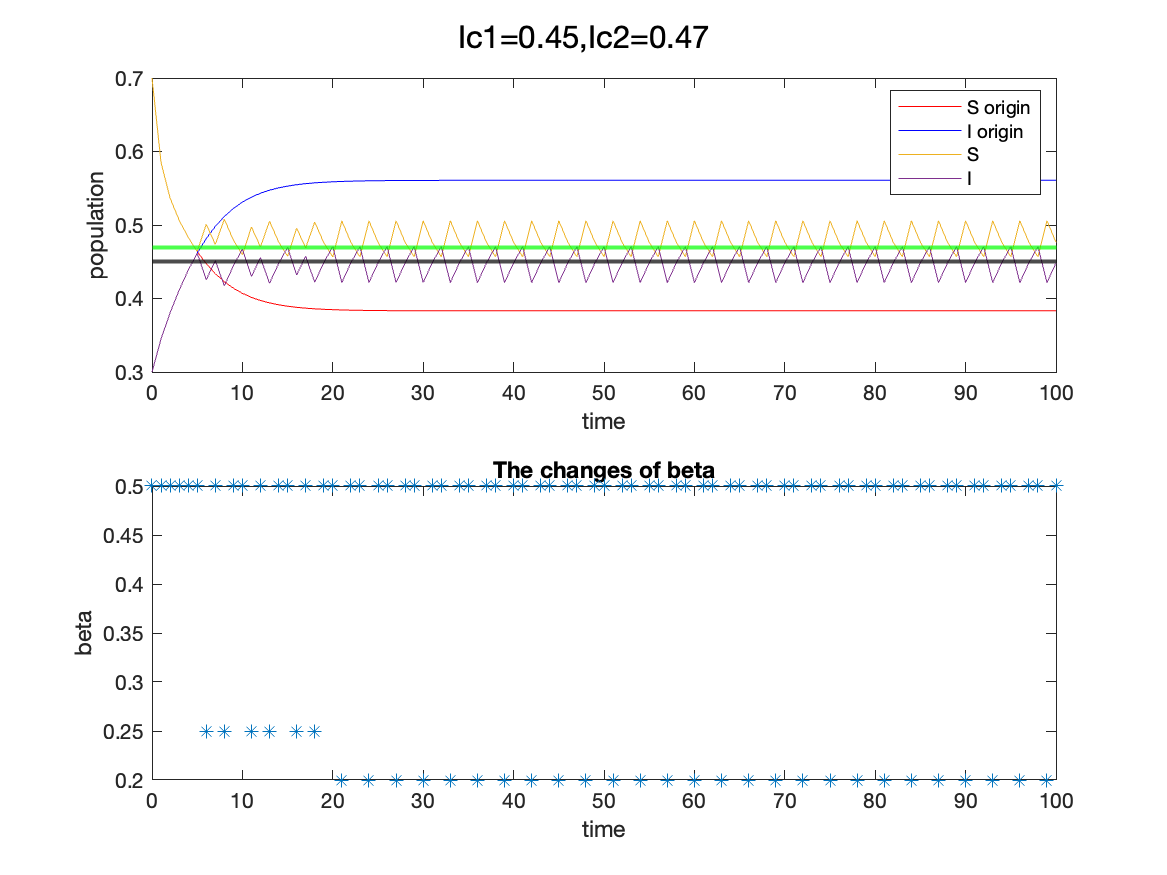 Ic1=0.45,Ic2=0.47
0.7
0.6
0.5
0.4
0.3
population
0 10 20 30 40 50 60 70 80 90 100
time
S origin
I origin
S
I
The changes of beta
0.5
0.45
0.4
0.35
0.3
0.25
0.2
beta
0 10 20 30 40 50 60 70 80 90 100
time